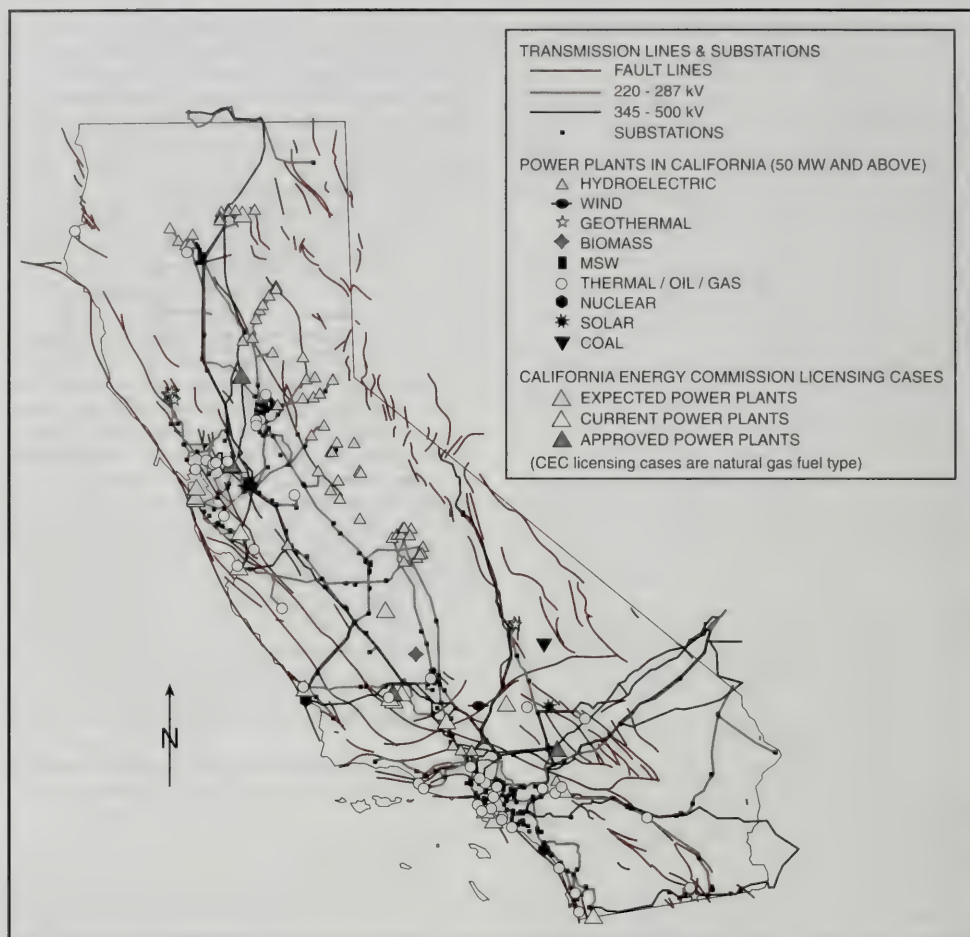 TRANSMISSION LINES & SUBSTATIONS
FAULT LINES
220 - 287 kV
345 - 500 kV
SUBSTATIONS
POWER PLANTS IN CALIFORNIA (50 MW AND ABOVE)
HYDROELECTRIC
WIND
GEOTHERMAL
BIOMASS
MSW
THERMAL / OIL / GAS
NUCLEAR
SOLAR
COAL
CALIFORNIA ENERGY COMMISSION LICENSING CASES
EXPECTED POWER PLANTS
CURRENT POWER PLANTS
APPROVED POWER PLANTS
(CEC licensing cases are natural gas fuel type)
N